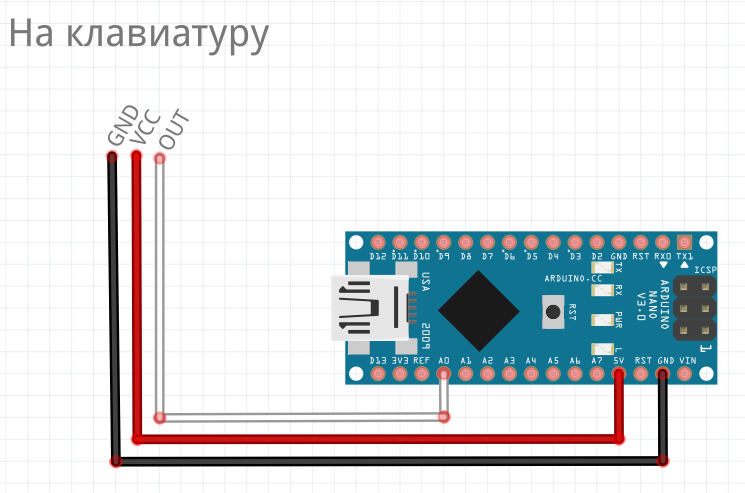 На клавиатуру
GND
VCC
OUT
D12 D11 D10 D9 D8 D7 D6 D5 D4 D3 D2 GND RST RX0 TX1
USA
2009
ARDUINO.CC
RST
TX
RX
PWR
L
ARDUINO
NANO
V3.0
ICSP
1
D13 3V3 REF A0 A1 A2 A3 A4 A5 A6 A7 5V RST GND VIN